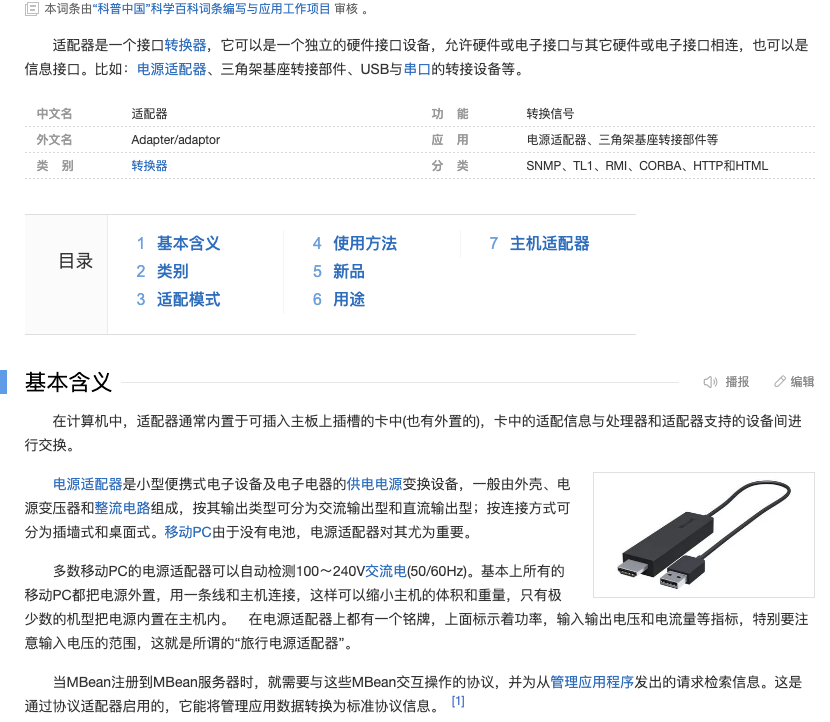 本词条由“科普中国”科学百科词条编写与应用工作项目 审核 。
适配器是一个接口转换器，它可以是一个独立的硬件接口设备，允许硬件或电子接口与其它硬件或电子接口相连，也可以是
信息接口。比如：电源适配器、三角架基座转接部件、USB与串口的转接设备等。
中文名 适配器 功 能 转换信号
外文名 Adapter/adaptor 应 用 电源适配器、三角架基座转接部件等
类 别 转换器 分 类 SNMP、TL1、RMI、CORBA、HTTP和HTML
目录
1 基本含义
2 类别
3 适配模式
4 使用方法
5 新品
6 用途
7 主机适配器
基本含义 播报 编辑
在计算机中，适配器通常内置于可插入主板上插槽的卡中(也有外置的)，卡中的适配信息与处理器和适配器支持的设备间进
行交换。
电源适配器是小型便携式电子设备及电子电器的供电电源变换设备，一般由外壳、电
源变压器和整流电路组成，按其输出类型可分为交流输出型和直流输出型；按连接方式可
分为插墙式和桌面式。移动PC由于没有电池，电源适配器对其尤为重要。
多数移动PC的电源适配器可以自动检测100～240V交流电(50/60Hz)。基本上所有的
移动PC都把电源外置，用一条线和主机连接，这样可以缩小主机的体积和重量，只有极
少数的机型把电源内置在主机内。 在电源适配器上都有一个铭牌，上面标示着功率，输入输出电压和电流量等指标，特别要注
意输入电压的范围，这就是所谓的“旅行电源适配器”。
当MBean注册到MBean服务器时，就需要与这些MBean交互操作的协议，并为从管理应用程序发出的请求检索信息。这是
通过协议适配器启用的，它能将管理应用数据转换为标准协议信息。 [1]